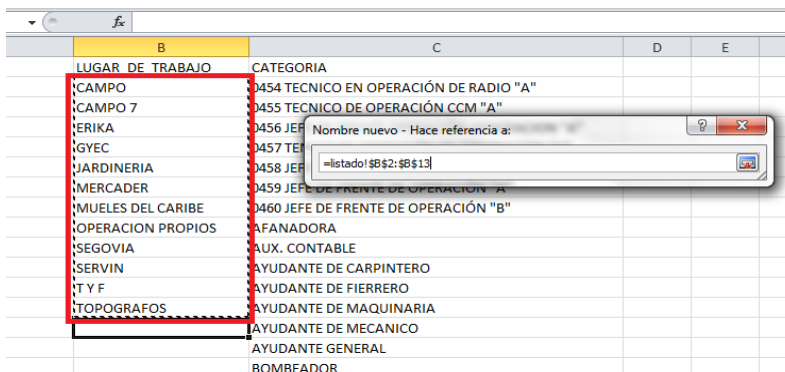 fx
B C D E
LUGAR DE TRABAJO CATEGORIA
CAMPO 0454 TECNICO EN OPERACIÓN DE RADIO "A"
CAMPO 7 0455 TECNICO DE OPERACIÓN CCM "A"
ERIKA 0456 JEF
Nombre nuevo - Hace referencia a:
GYEC 0457 TEN
=listado!$B$2:$B$13
JARDINERIA 0458 JEF
MERCADER 0459 JEFE DE FRENTE DE OPERACIÓN "A"
MUELES DEL CARIBE 0460 JEFE DE FRENTE DE OPERACIÓN "B"
OPERACION PROPIOS AFANADORA
SEGOVIA AUX. CONTABLE
SERVIN AYUDANTE DE CARPINTERO
T Y F AYUDANTE DE FIERRERO
TOPOGRAFOS AYUDANTE DE MAQUINARIA
AYUDANTE DE MECANICO
AYUDANTE GENERAL
BOMBEADOR